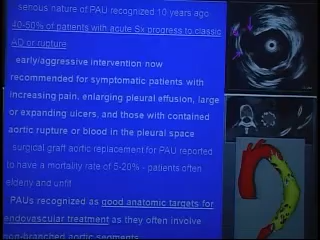 serious nature of PAU recognized 10 years ago
40-50% of patients with acute Sx progress to classic
AD or rupture
early/aggressive intervention now
recommended for symptomatic patients with
increasing pain, enlarging pleural effusion, large
or expanding ulcers, and those with contained
aortic rupture or blood in the pleural space
surgical graft aortic replacement for PAU reported
to have a mortality rate of 5-20% - patients often
elderly and unfit
PAUs recognized as good anatomic targets for
endovascular treatment as they often involve
non-branched aortic segments